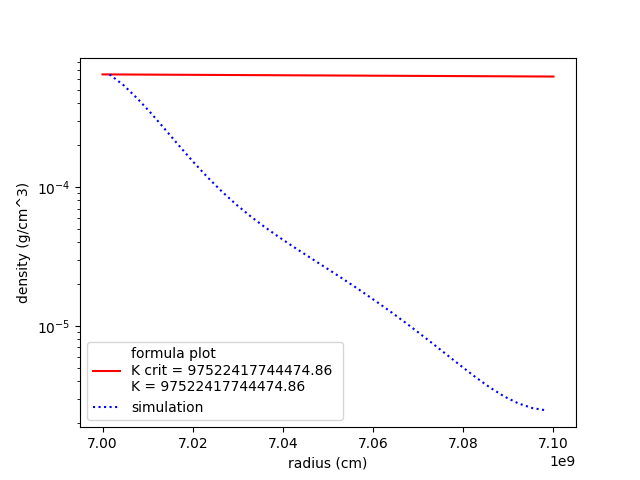 density (g/cm^3)
10^-4
10^-5
formula plot
K crit = 97522417744474.86
K = 97522417744474.86
simulation
7.00 7.02 7.04 7.06 7.08 7.10
1e9
radius (cm)